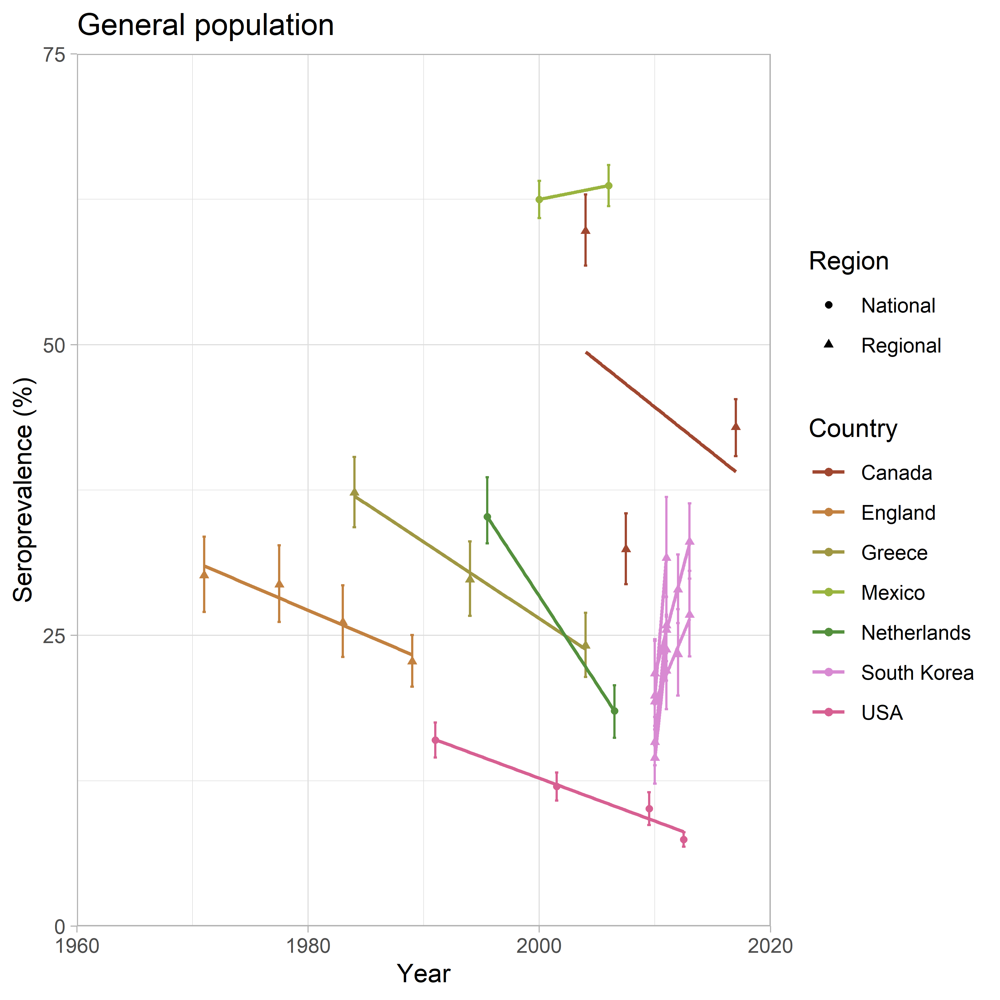 General population
75
50
25
0
Seroprevalence (%)
1960
1980
2000
2020
Year
Region
National
Regional
Country
Canada
England
Greece
Mexico
Netherlands
South Korea
USA